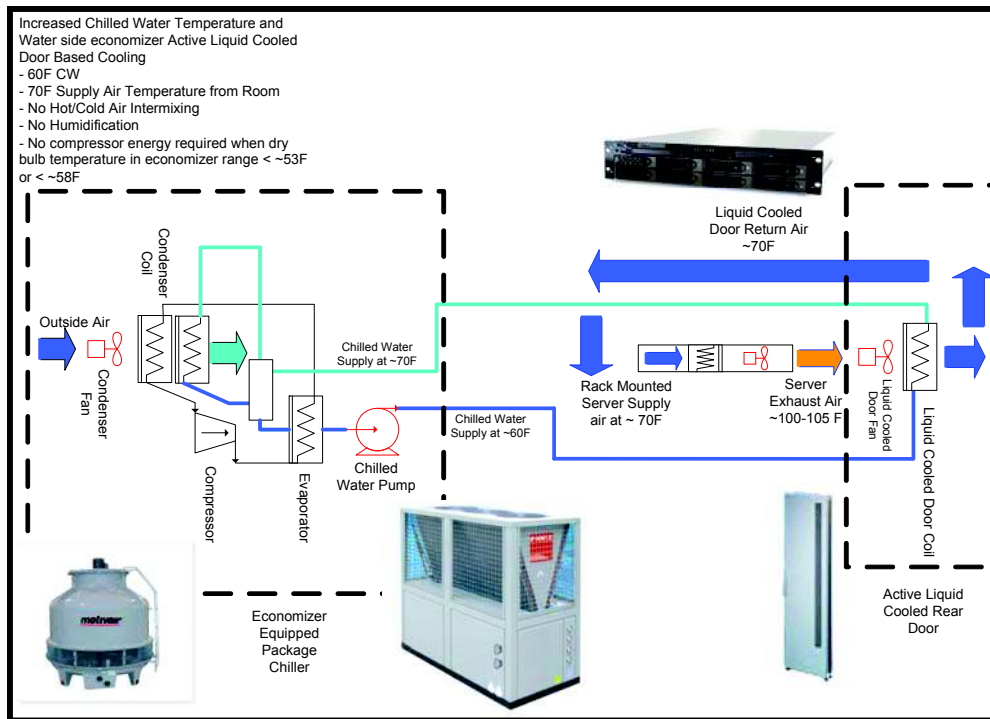 Increased Chilled Water Temperature and
Water side economizer Active Liquid Cooled
Door Based Cooling
- 60F CW
- 70F Supply Air Temperature from Room
- No Hot/Cold Air Intermixing
- No Humidification
- No compressor energy required when dry
bulb temperature in economizer range < ~53F
or < ~58F
Liquid Cooled
Door Return Air
~70F
Condenser
Coil
Outside Air
Condenser
Fan
Chilled Water
Supply at ~70F
Rack Mounted
Server Supply
air at ~ 70F
Server
Exhaust Air
~100-105 F
Liquid Cooled
Door Fan
Liquid Cooled Door Coil
Chilled Water
Supply at ~60F
Compressor
Evaporator
Chilled
Water Pump
motivair
Economizer
Equipped
Package
Chiller
Active Liquid
Cooled Rear
Door